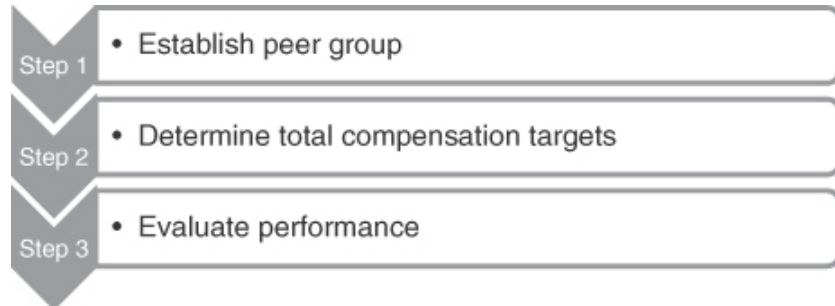 Step 1
• Establish peer group
Step 2
• Determine total compensation targets
Step 3
• Evaluate performance